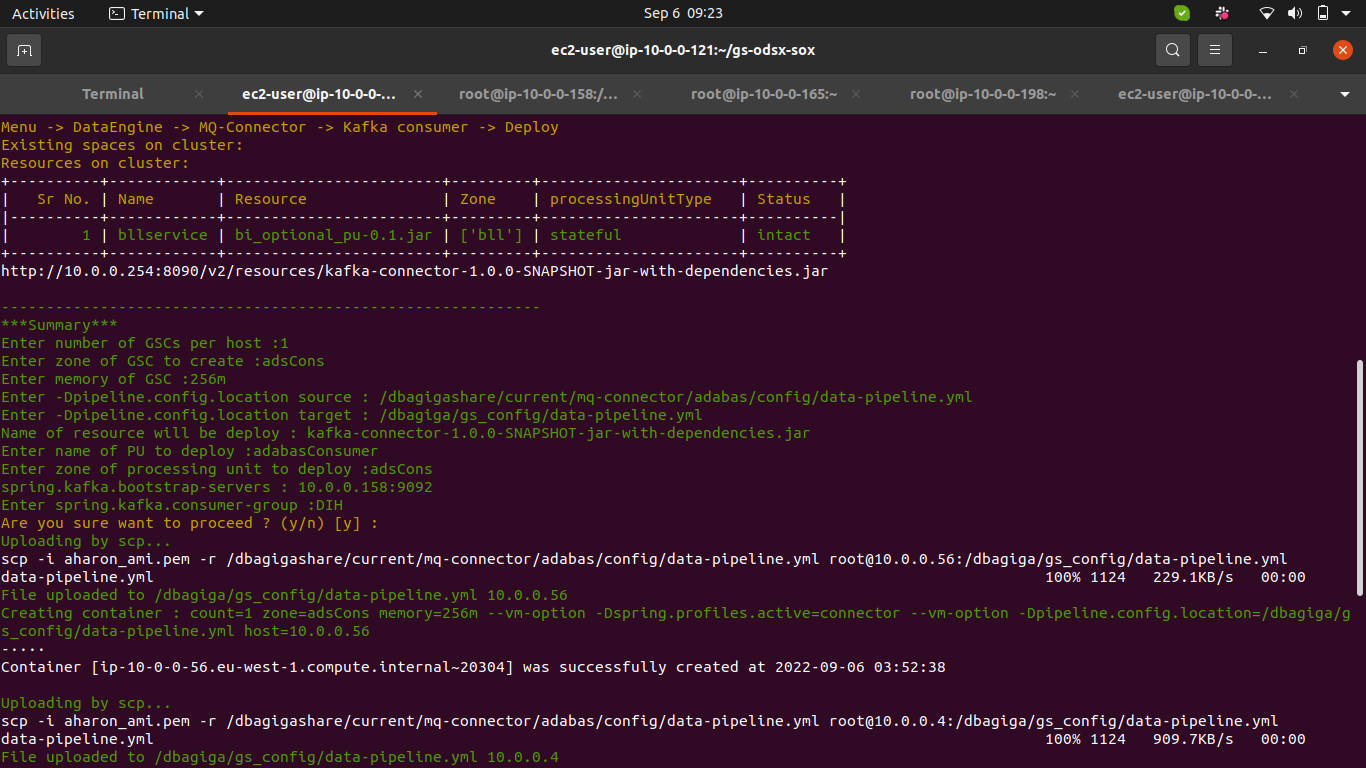 Activities Terminal Sep 6 09:23
ec2-user@ip-10-0-0-121:~/gs-odsx-sox
Terminal ec2-user@ip-10-0-0-... root@ip-10-0-0-158:/... root@ip-10-0-0-165:~ root@ip-10-0-0-198:~ ec2-user@ip-10-0-0-...
Menu -> DataEngine -> MQ-Connector -> Kafka consumer -> Deploy
Existing spaces on cluster:
Resources on cluster:
+----------+------------+------------------------+---------+----------------------+----------+
|   Sr No. | Name       | Resource               | Zone    | processingUnitType   | Status   |
|----------+------------+------------------------+---------+----------------------+----------|
|        1 | bllservice | bi_optional_pu-0.1.jar | ['bll'] | stateful             | intact   |
+----------+------------+------------------------+---------+----------------------+----------+
http://10.0.0.254:8090/v2/resources/kafka-connector-1.0.0-SNAPSHOT-jar-with-dependencies.jar
------------------------------------------------------------
***Summary***
Enter number of GSCs per host :1
Enter zone of GSC to create :adsCons
Enter memory of GSC :256m
Enter -Dpipeline.config.location source : /dbagigashare/current/mq-connector/adabas/config/data-pipeline.yml
Enter -Dpipeline.config.location target : /dbagiga/gs_config/data-pipeline.yml
Name of resource will be deploy : kafka-connector-1.0.0-SNAPSHOT-jar-with-dependencies.jar
Enter name of PU to deploy :adabasConsumer
Enter zone of processing unit to deploy :adsCons
spring.kafka.bootstrap-servers : 10.0.0.158:9092
Enter spring.kafka.consumer-group :DIH
Are you sure want to proceed ? (y/n) [y] :
Uploading by scp...
scp -i aharon_ami.pem -r /dbagigashare/current/mq-connector/adabas/config/data-pipeline.yml root@10.0.0.56:/dbagiga/gs_config/data-pipeline.yml
data-pipeline.yml 100% 1124 229.1KB/s 00:00
File uploaded to /dbagiga/gs_config/data-pipeline.yml 10.0.0.56
Creating container : count=1 zone=adsCons memory=256m --vm-option -Dspring.profiles.active=connector --vm-option -Dpipeline.config.location=/dbagiga/g
s_config/data-pipeline.yml host=10.0.0.56
-····
Container [ip-10-0-0-56.eu-west-1.compute.internal~20304] was successfully created at 2022-09-06 03:52:38
Uploading by scp...
scp -i aharon_ami.pem -r /dbagigashare/current/mq-connector/adabas/config/data-pipeline.yml root@10.0.0.4:/dbagiga/gs_config/data-pipeline.yml
data-pipeline.yml 100% 1124 909.7KB/s 00:00
File uploaded to /dbagiga/gs_config/data-pipeline.yml 10.0.0.4